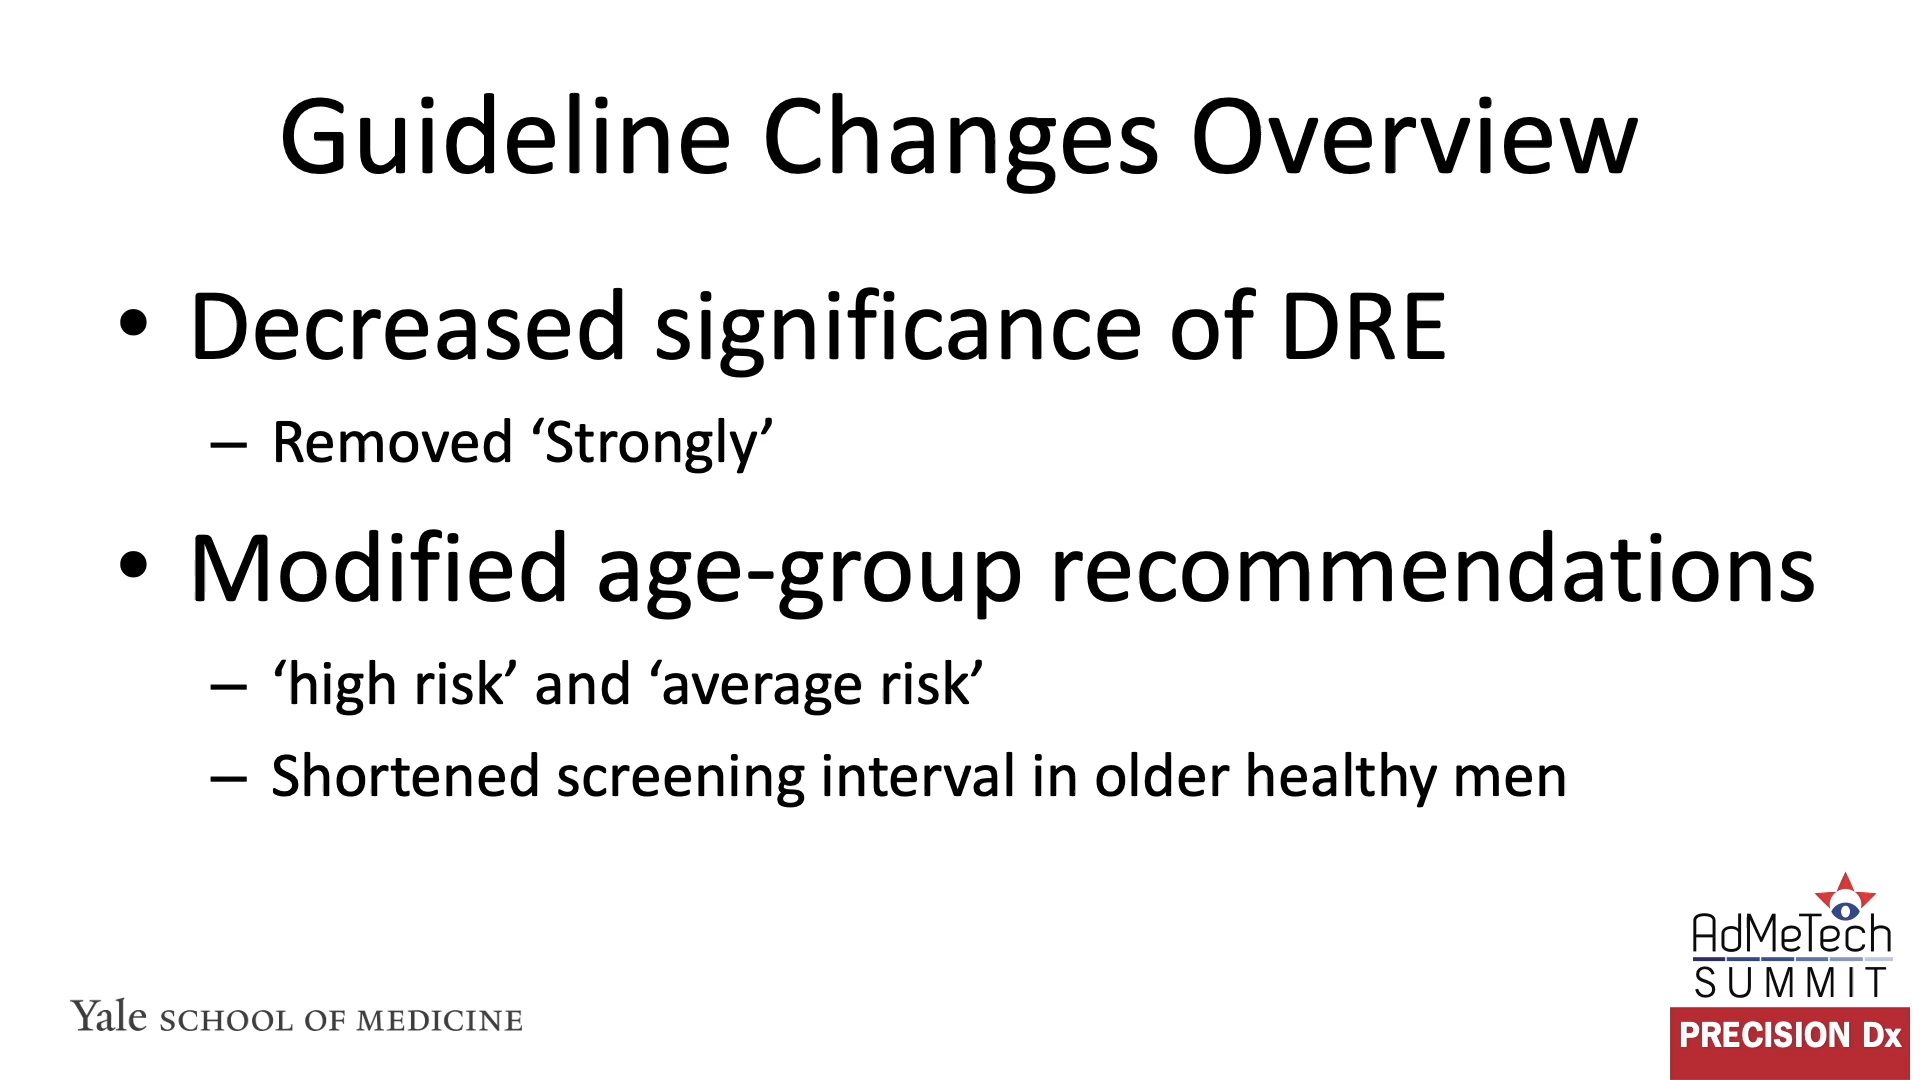 Guideline Changes Overview
• Decreased significance of DRE
– Removed ‘Strongly’
• Modified age-group recommendations
– ‘high risk’ and ‘average risk’
– Shortened screening interval in older healthy men
Yale SCHOOL OF MEDICINE
AdMeTech
SUMMIT
PRECISION Dx